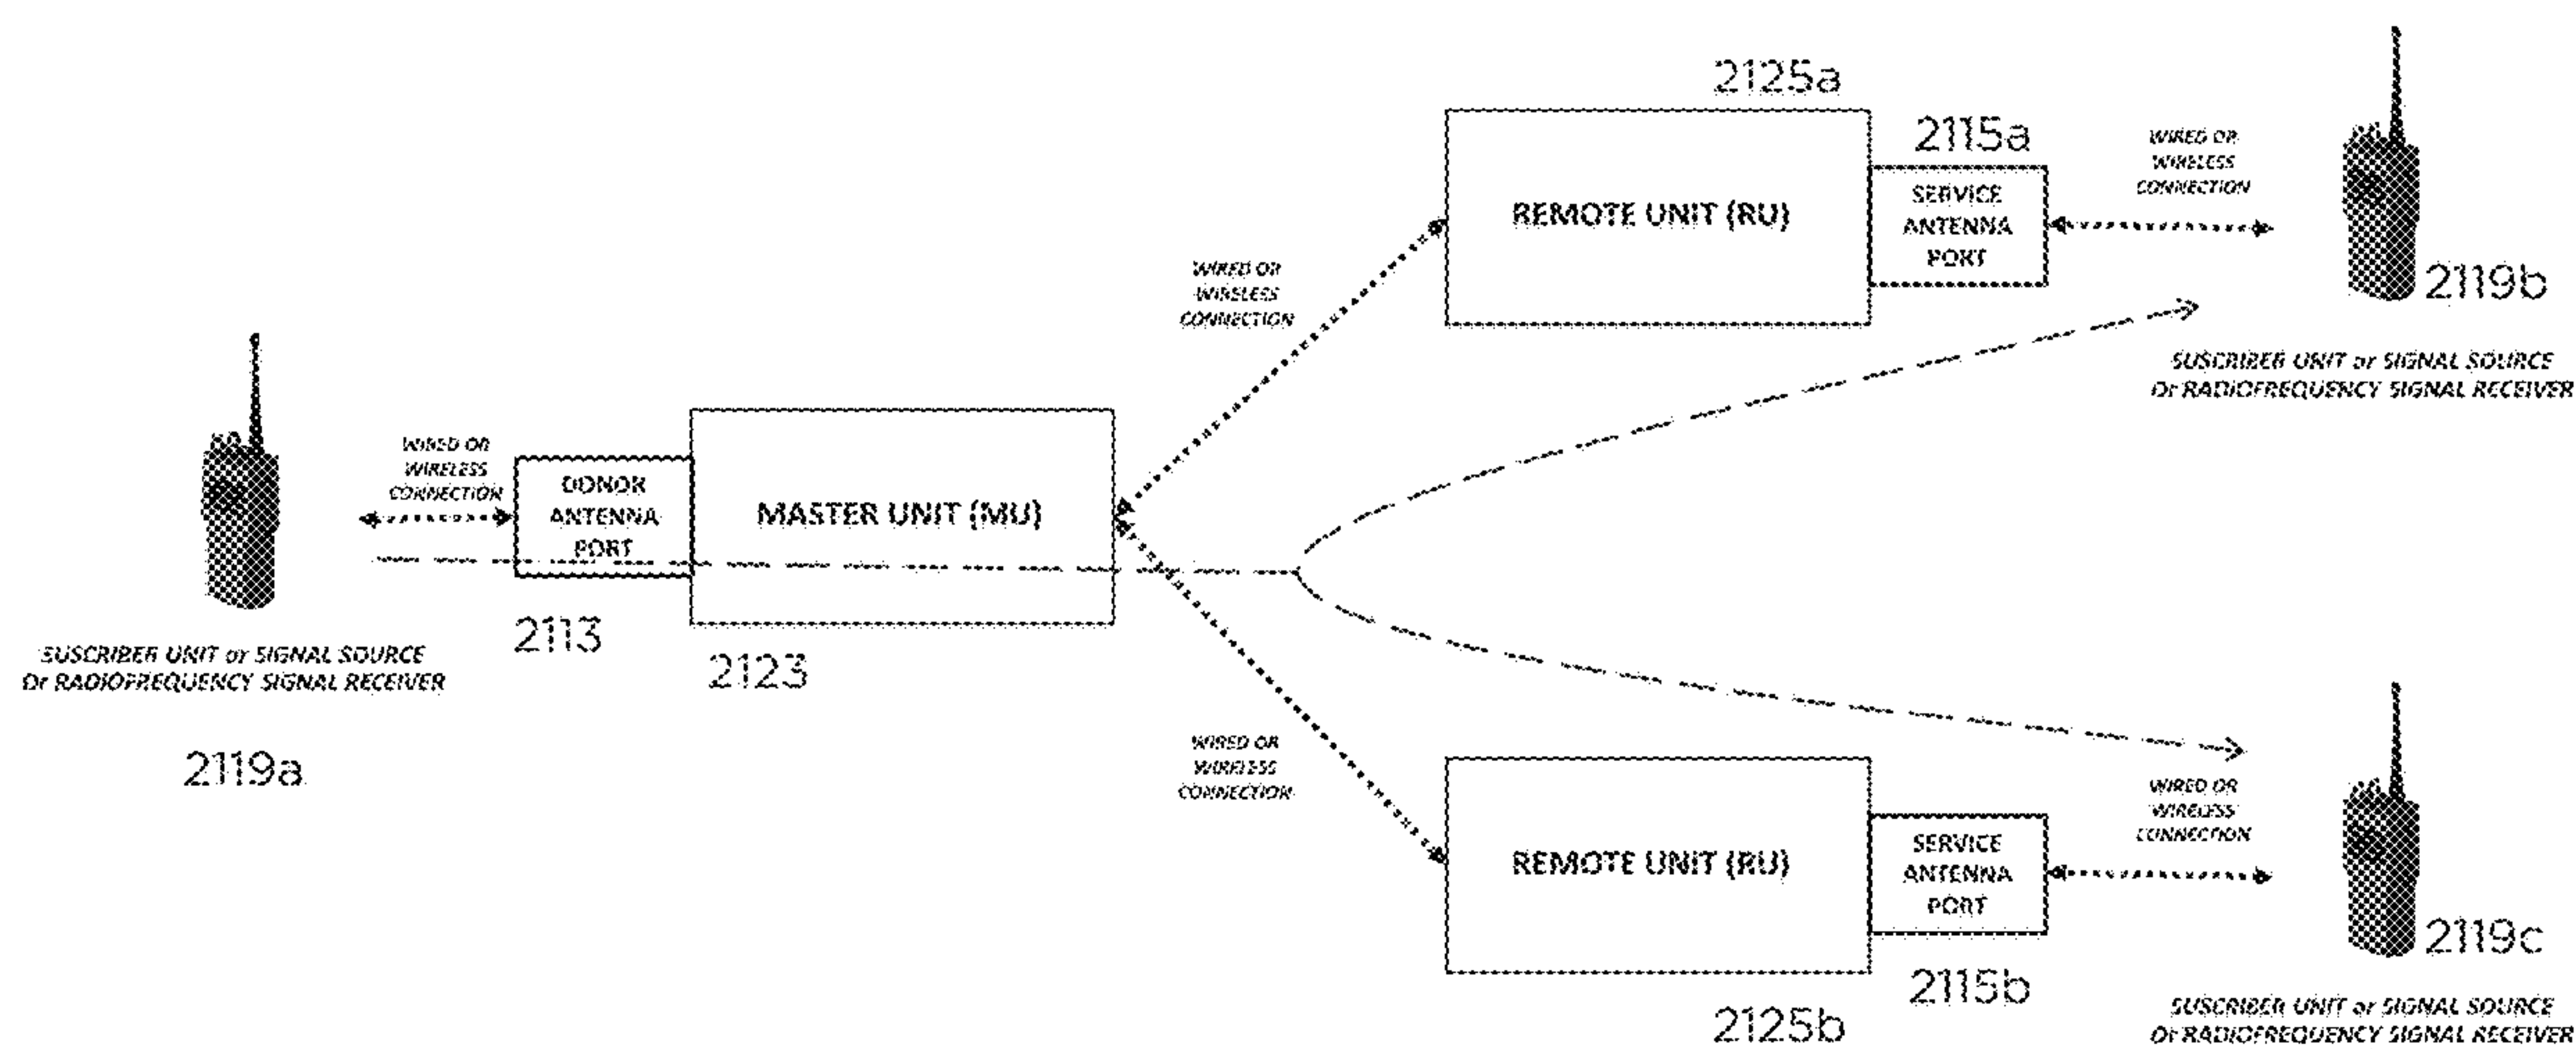 2125a
2115a
REMOTE UNIT (RU)
SERVICE
ANTENNA
PORT
WIRED OR
WIRELESS
CONNECTION
2119b
SUSCRIBER UNIT or SIGNAL SOURCE
Or RADIOFREQUENCY SIGNAL RECEIVER
WIRED OR
WIRELESS
CONNECTION
WIRED OR
WIRELESS
CONNECTION
DONOR
ANTENNA
PORT
MASTER UNIT (MU)
2113
2123
SUSCRIBER UNIT or SIGNAL SOURCE
Or RADIOFREQUENCY SIGNAL RECEIVER
2119a
WIRED OR
WIRELESS
CONNECTION
REMOTE UNIT (RU)
SERVICE
ANTENNA
PORT
WIRED OR
WIRELESS
CONNECTION
2119c
2115b
2125b
SUSCRIBER UNIT or SIGNAL SOURCE
Or RADIOFREQUENCY SIGNAL RECEIVER